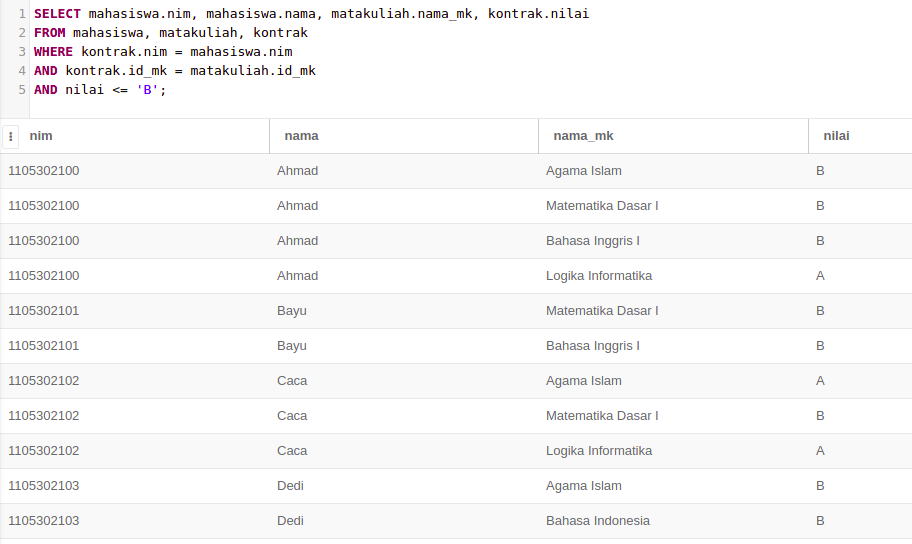 1 SELECT mahasiswa.nim, mahasiswa.nama, matakuliah.nama_mk, kontrak.nilai
2 FROM mahasiswa, matakuliah, kontrak
3 WHERE kontrak.nim = mahasiswa.nim
4 AND kontrak.id_mk = matakuliah.id_mk
5 AND nilai <= 'B';
nim nama nama_mk nilai
1105302100 Ahmad Agama Islam B
1105302100 Ahmad Matematika Dasar I B
1105302100 Ahmad Bahasa Inggris I B
1105302100 Ahmad Logika Informatika A
1105302101 Bayu Matematika Dasar I B
1105302101 Bayu Bahasa Inggris I B
1105302102 Caca Agama Islam A
1105302102 Caca Matematika Dasar I B
1105302102 Caca Logika Informatika A
1105302103 Dedi Agama Islam B
1105302103 Dedi Bahasa Indonesia B